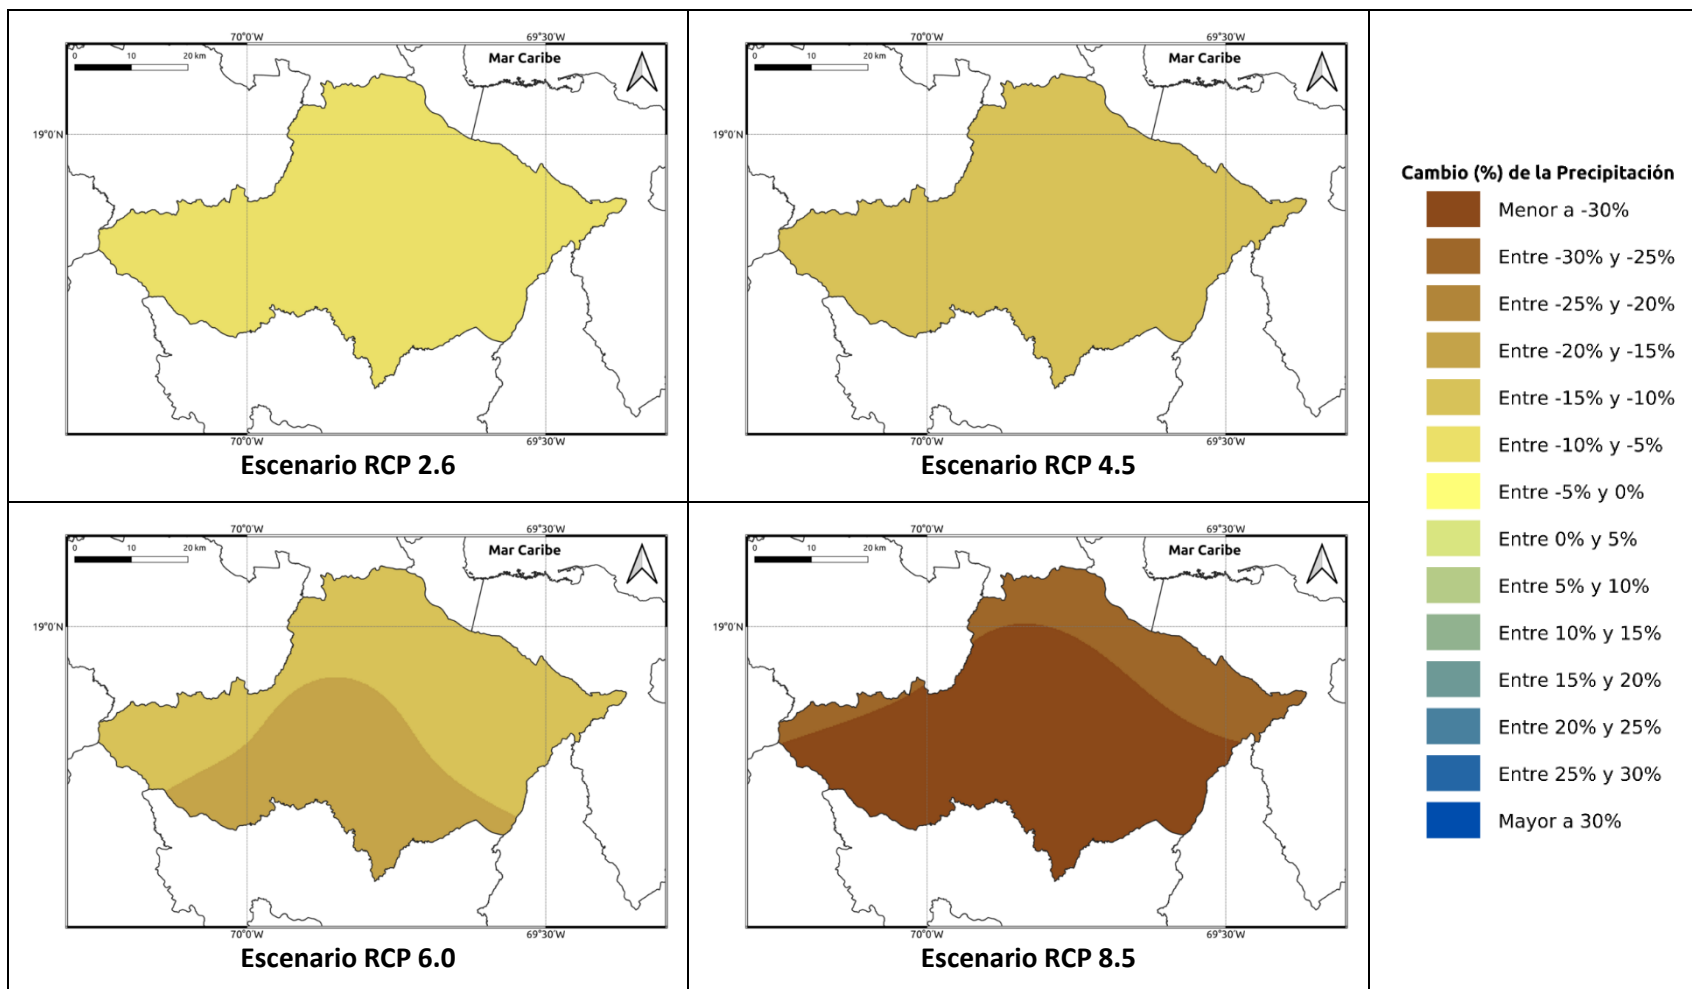 70°0'W
69°30'W
0
10
20 km
Mar Caribe
19°0'N
70°0'W
69°30'W
Escenario RCP 2.6
70°0'W
69°30'W
0
10
20 km
Mar Caribe
19°0'N
70°0'W
69°30'W
Escenario RCP 4.5
70°0'W
69°30'W
0
10
20 km
Mar Caribe
19°0'N
70°0'W
69°30'W
Escenario RCP 6.0
70°0'W
69°30'W
0
10
20 km
Mar Caribe
19°0'N
70°0'W
69°30'W
Escenario RCP 8.5
Cambio (%) de la Precipitación
Menor a -30%
Entre -30% y -25%
Entre -25% y -20%
Entre -20% y -15%
Entre -15% y -10%
Entre -10% y -5%
Entre -5% y 0%
Entre 0% y 5%
Entre 5% y 10%
Entre 10% y 15%
Entre 15% y 20%
Entre 20% y 25%
Entre 25% y 30%
Mayor a 30%